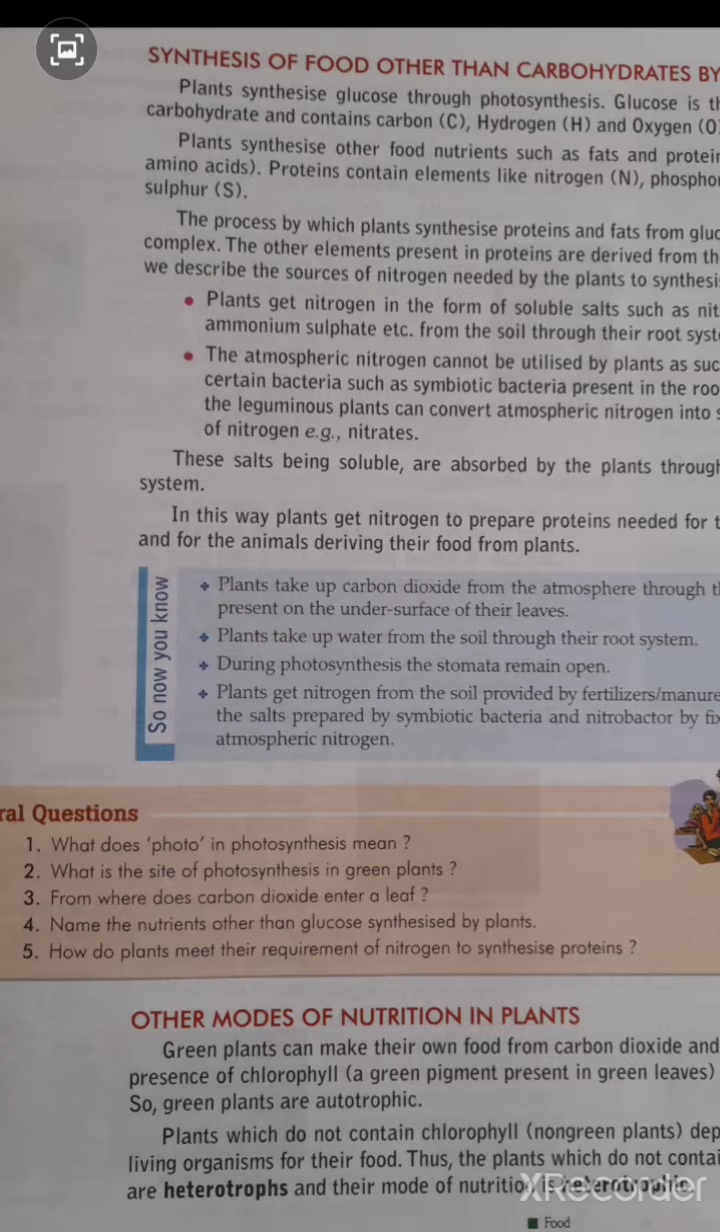 SYNTHESIS OF FOOD OTHER THAN CARBOHYDRATES BY
Plants synthesise glucose through photosynthesis. Glucose is
carbohydrate and contains carbon (C), Hydrogen (H) and Oxygen (O
Plants synthesise other food nutrients such as fats and
amino acids). Proteins contain elements like nitrogen (N),
sulphur (S).
The process by which plants synthesise proteins and fats from
complex. The other elements present in proteins are derived from
we describe the sources of nitrogen needed by the plants to
• Plants get nitrogen in the form of soluble salts such as
ammonium sulphate etc. from the soil through their root
• The atmospheric nitrogen cannot be utilised by plants as
certain bacteria such as symbiotic bacteria present in the
the leguminous plants can convert atmospheric nitrogen into
of nitrogen e.g., nitrates.
These salts being soluble, are absorbed by the plants through
system.
In this way plants get nitrogen to prepare proteins needed for
and for the animals deriving their food from plants.
So now you know
Plants take up carbon dioxide from the atmosphere through
present on the under-surface of their leaves.
Plants take up water from the soil through their root system.
During photosynthesis the stomata remain open.
Plants get nitrogen from the soil provided by fertilizers/manure
the salts prepared by symbiotic bacteria and nitrobactor by
atmospheric nitrogen.
ral Questions
1. What does 'photo' in photosynthesis mean ?
2. What is the site of photosynthesis in green plants ?
3. From where does carbon dioxide enter a leaf ?
4. Name the nutrients other than glucose synthesised by plants.
5. How do plants meet their requirement of nitrogen to synthesise proteins ?
OTHER MODES OF NUTRITION IN PLANTS
Green plants can make their own food from carbon dioxide and
presence of chlorophyll (a green pigment present in green leaves)
So, green plants are autotrophic.
Plants which do not contain chlorophyll (nongreen plants)
living organisms for their food. Thus, the plants which do not
are heterotrophs and their mode of nutrition is heterotrophic.
XRecorder
■ Food